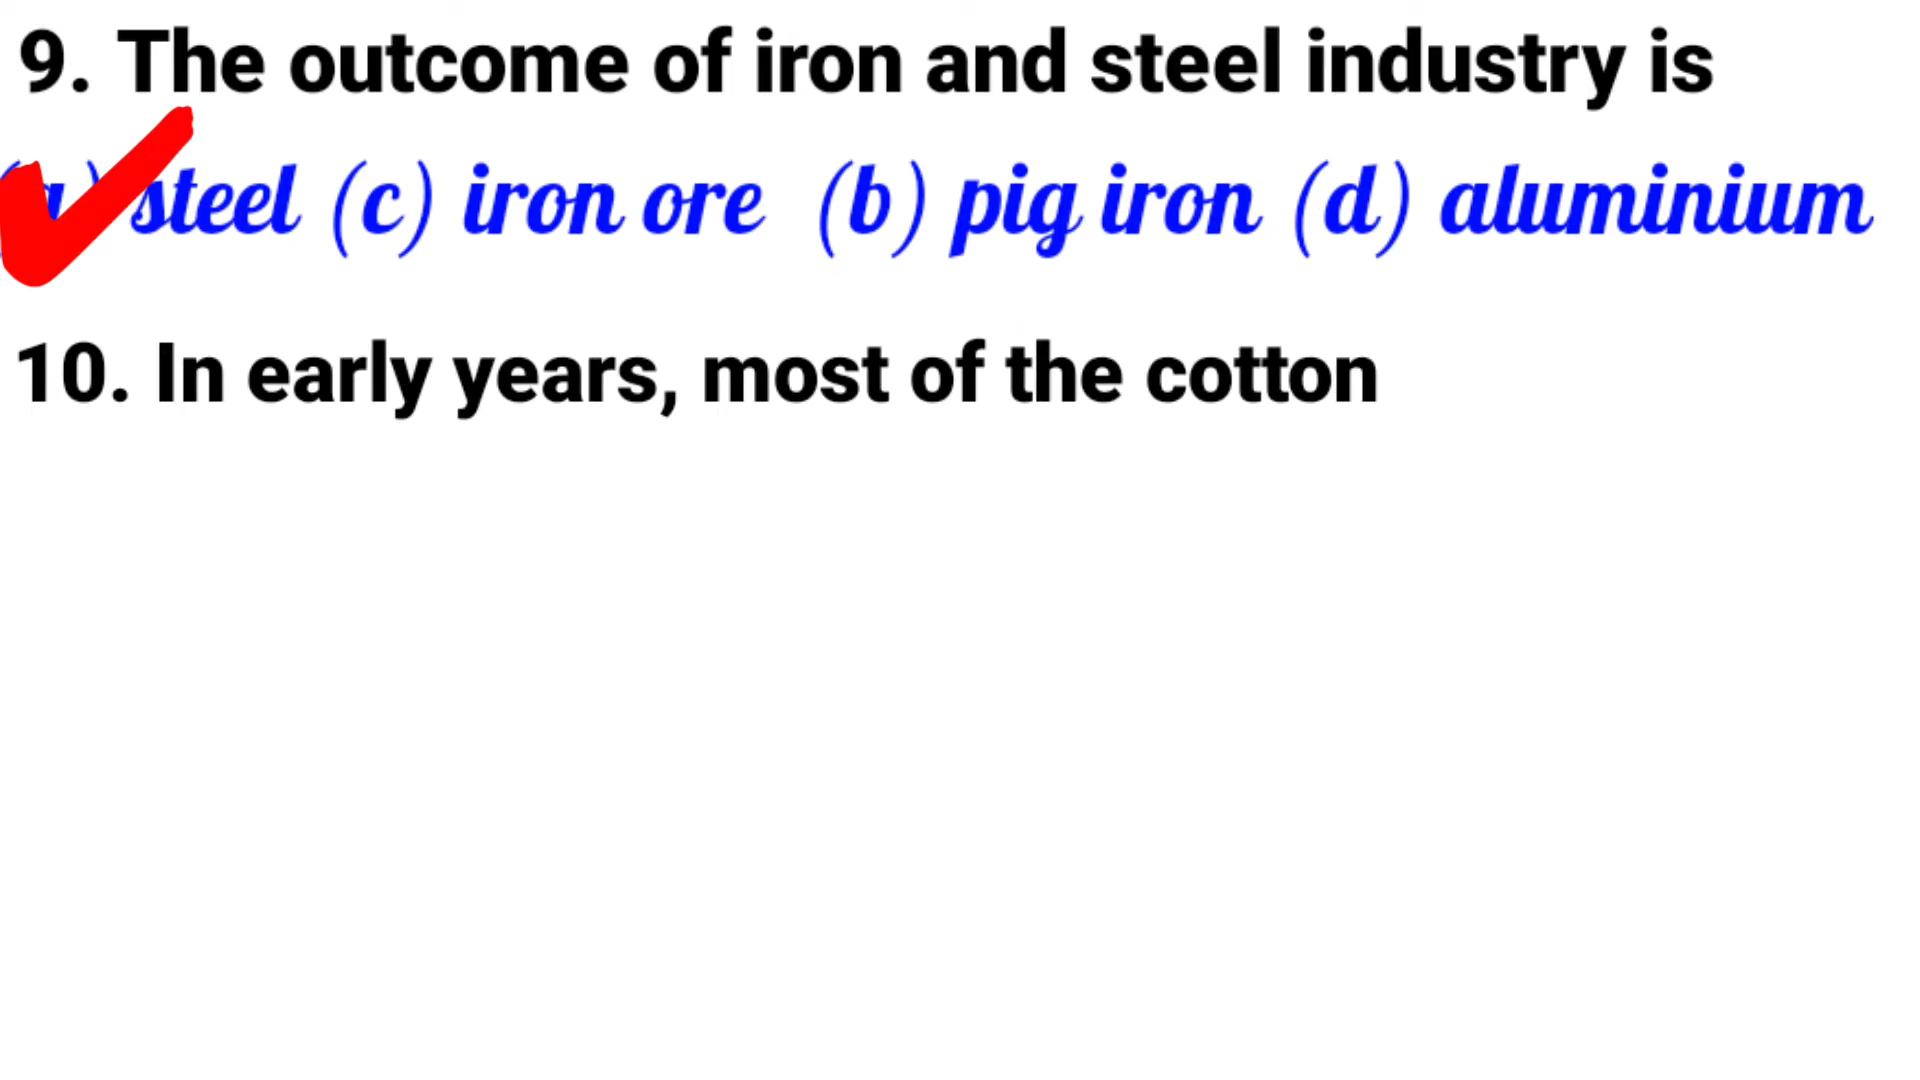 9. The outcome of iron and steel industry is
(a) steel (c) iron ore (b) pig iron (d) aluminium
10. In early years, most of the cotton